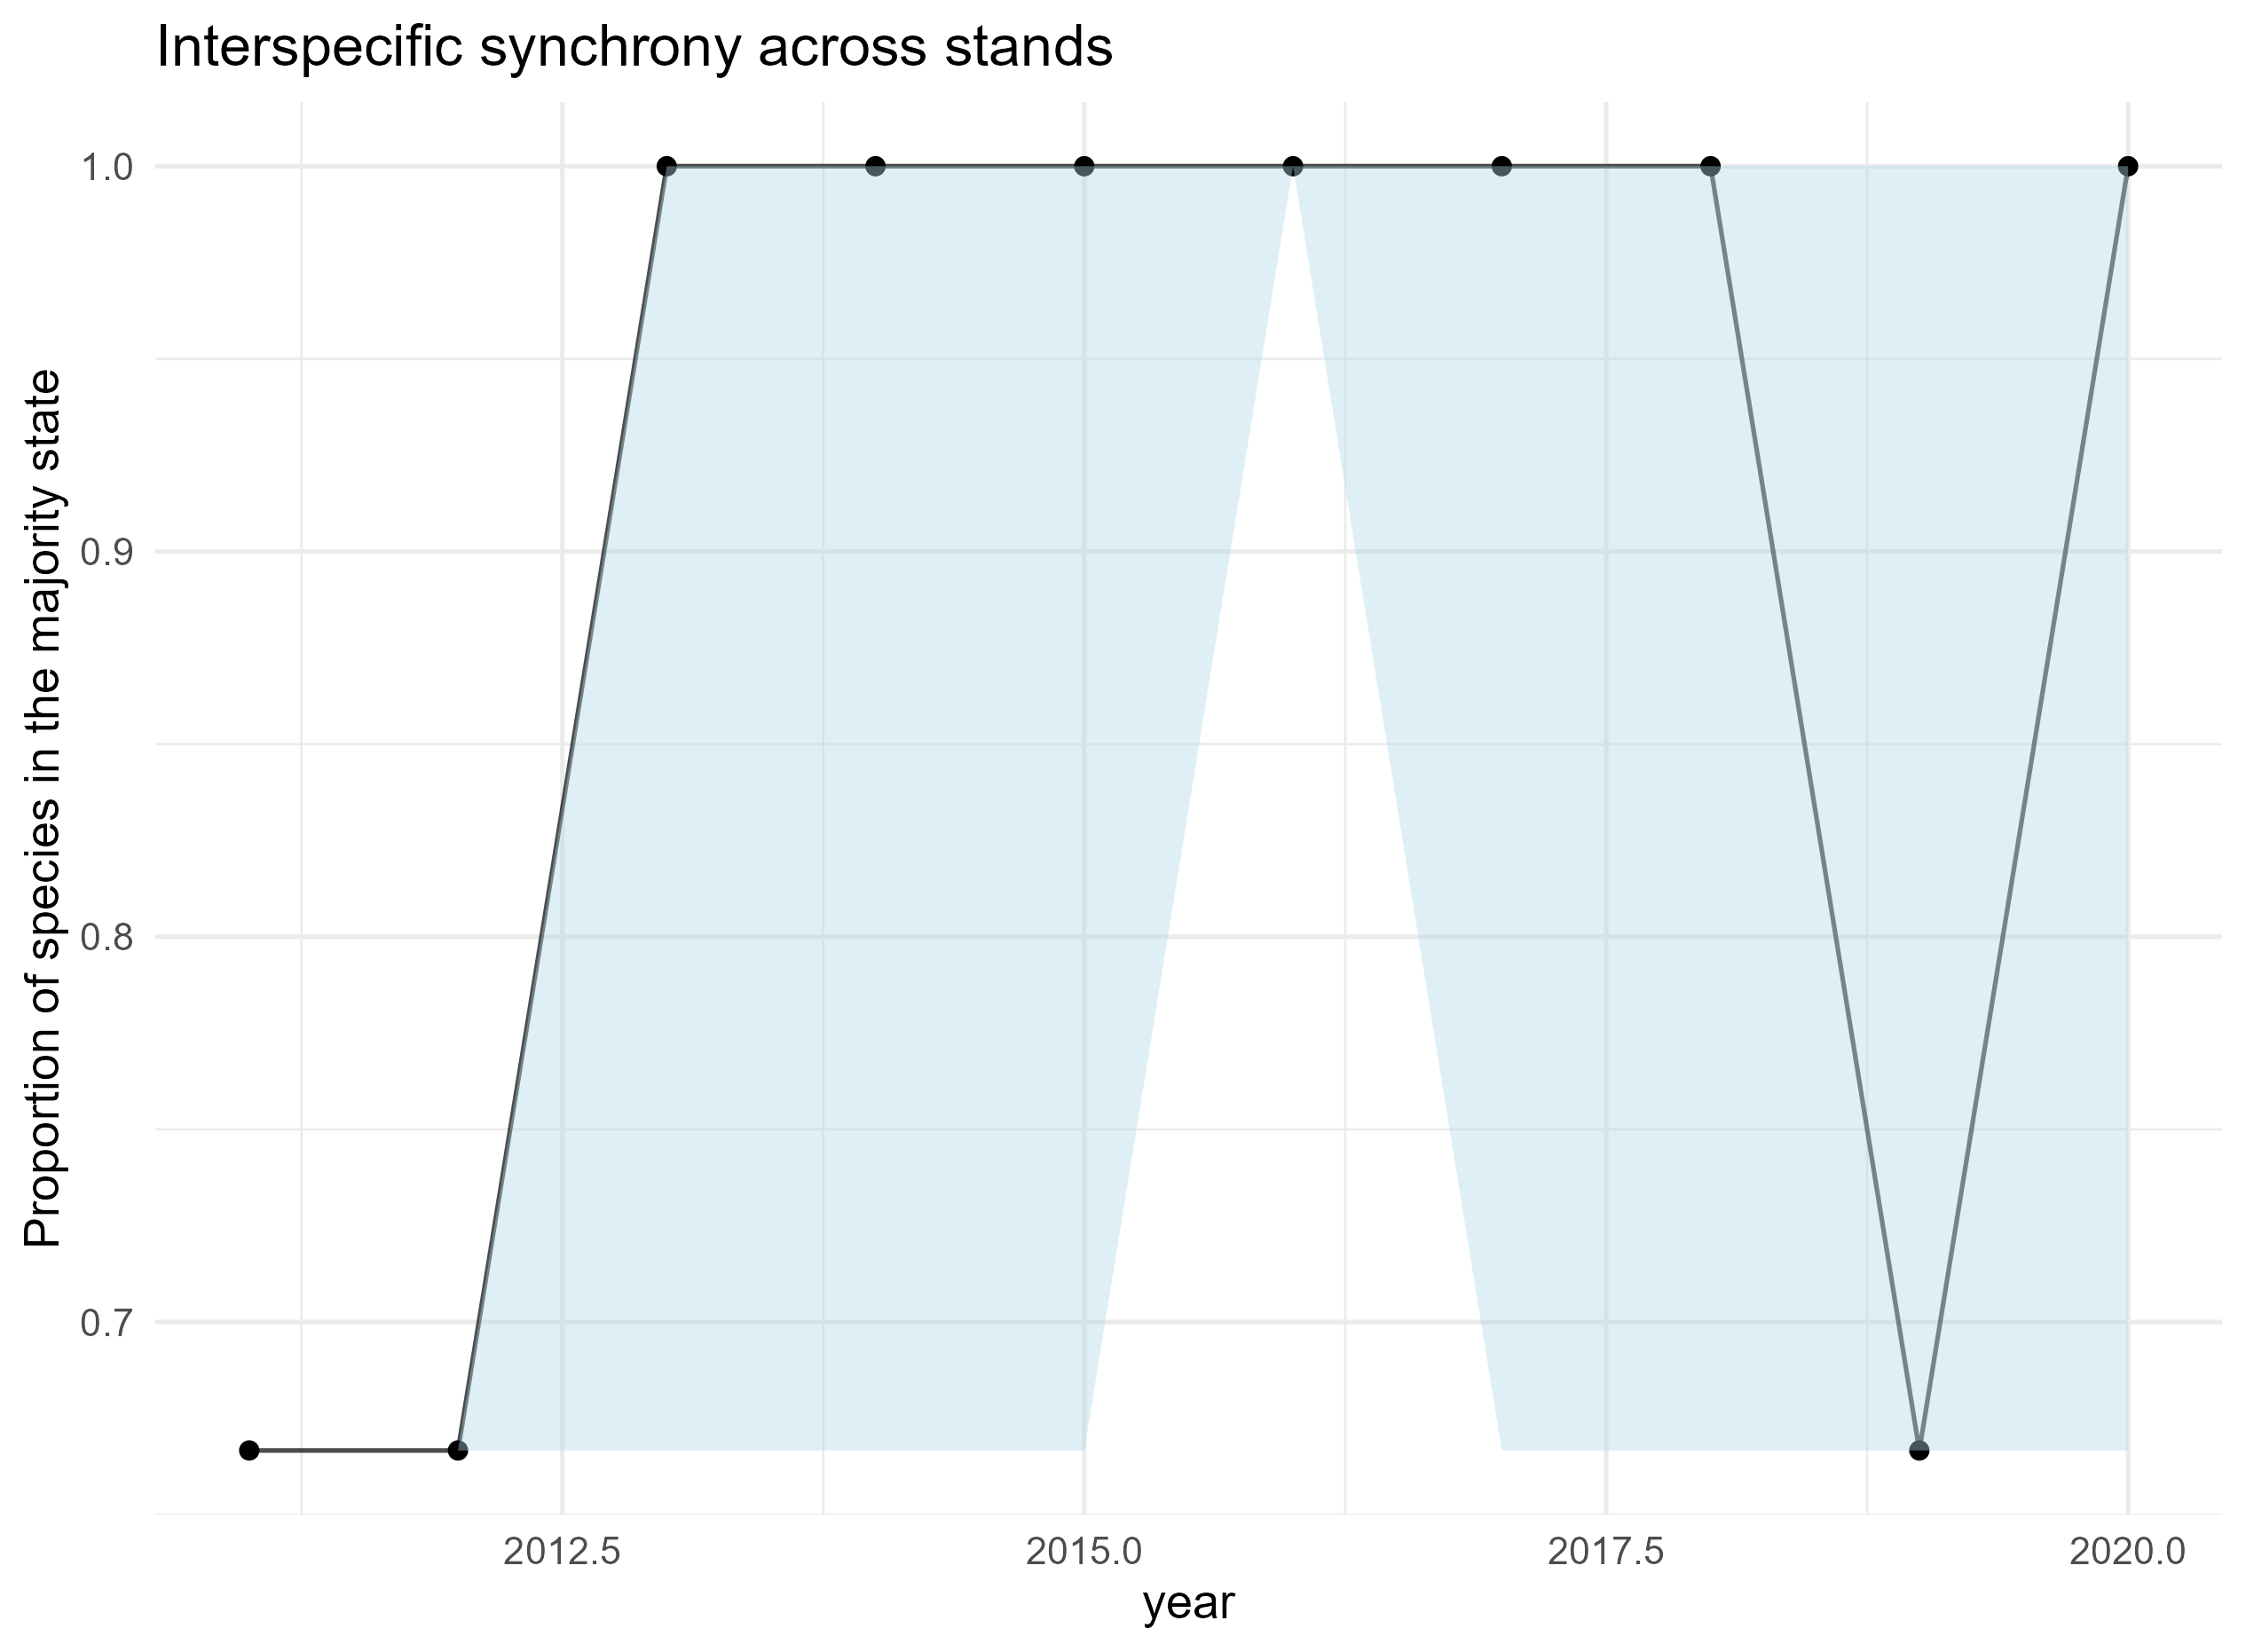 Interspecific synchrony across stands
Proportion of species in the majority state
1.0
0.9
0.8
0.7
2012.5
2015.0
2017.5
2020.0
year